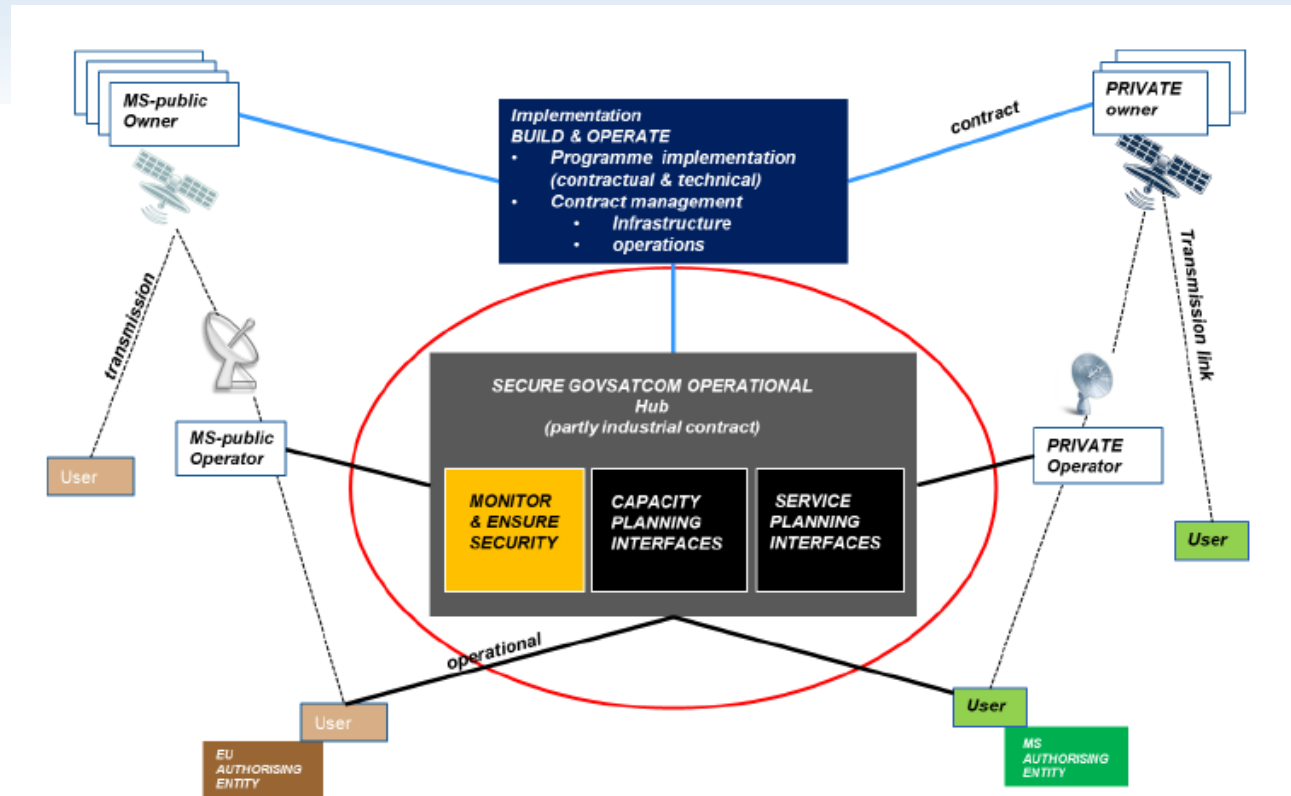 MS-public
Owner
Implementation
BUILD & OPERATE
• Programme implementation
(contractual & technical)
• Contract management
• Infrastructure
• operations
contract
PRIVATE
owner
transmission
Transmission link
SECURE GOVSATCOM OPERATIONAL
Hub
(partly industrial contract)
MS-public
Operator
PRIVATE
Operator
User
MONITOR
& ENSURE
SECURITY
CAPACITY
PLANNING
INTERFACES
SERVICE
PLANNING
INTERFACES
User
operational
User
User
EU
AUTHORISING
ENTITY
MS
AUTHORISING
ENTITY